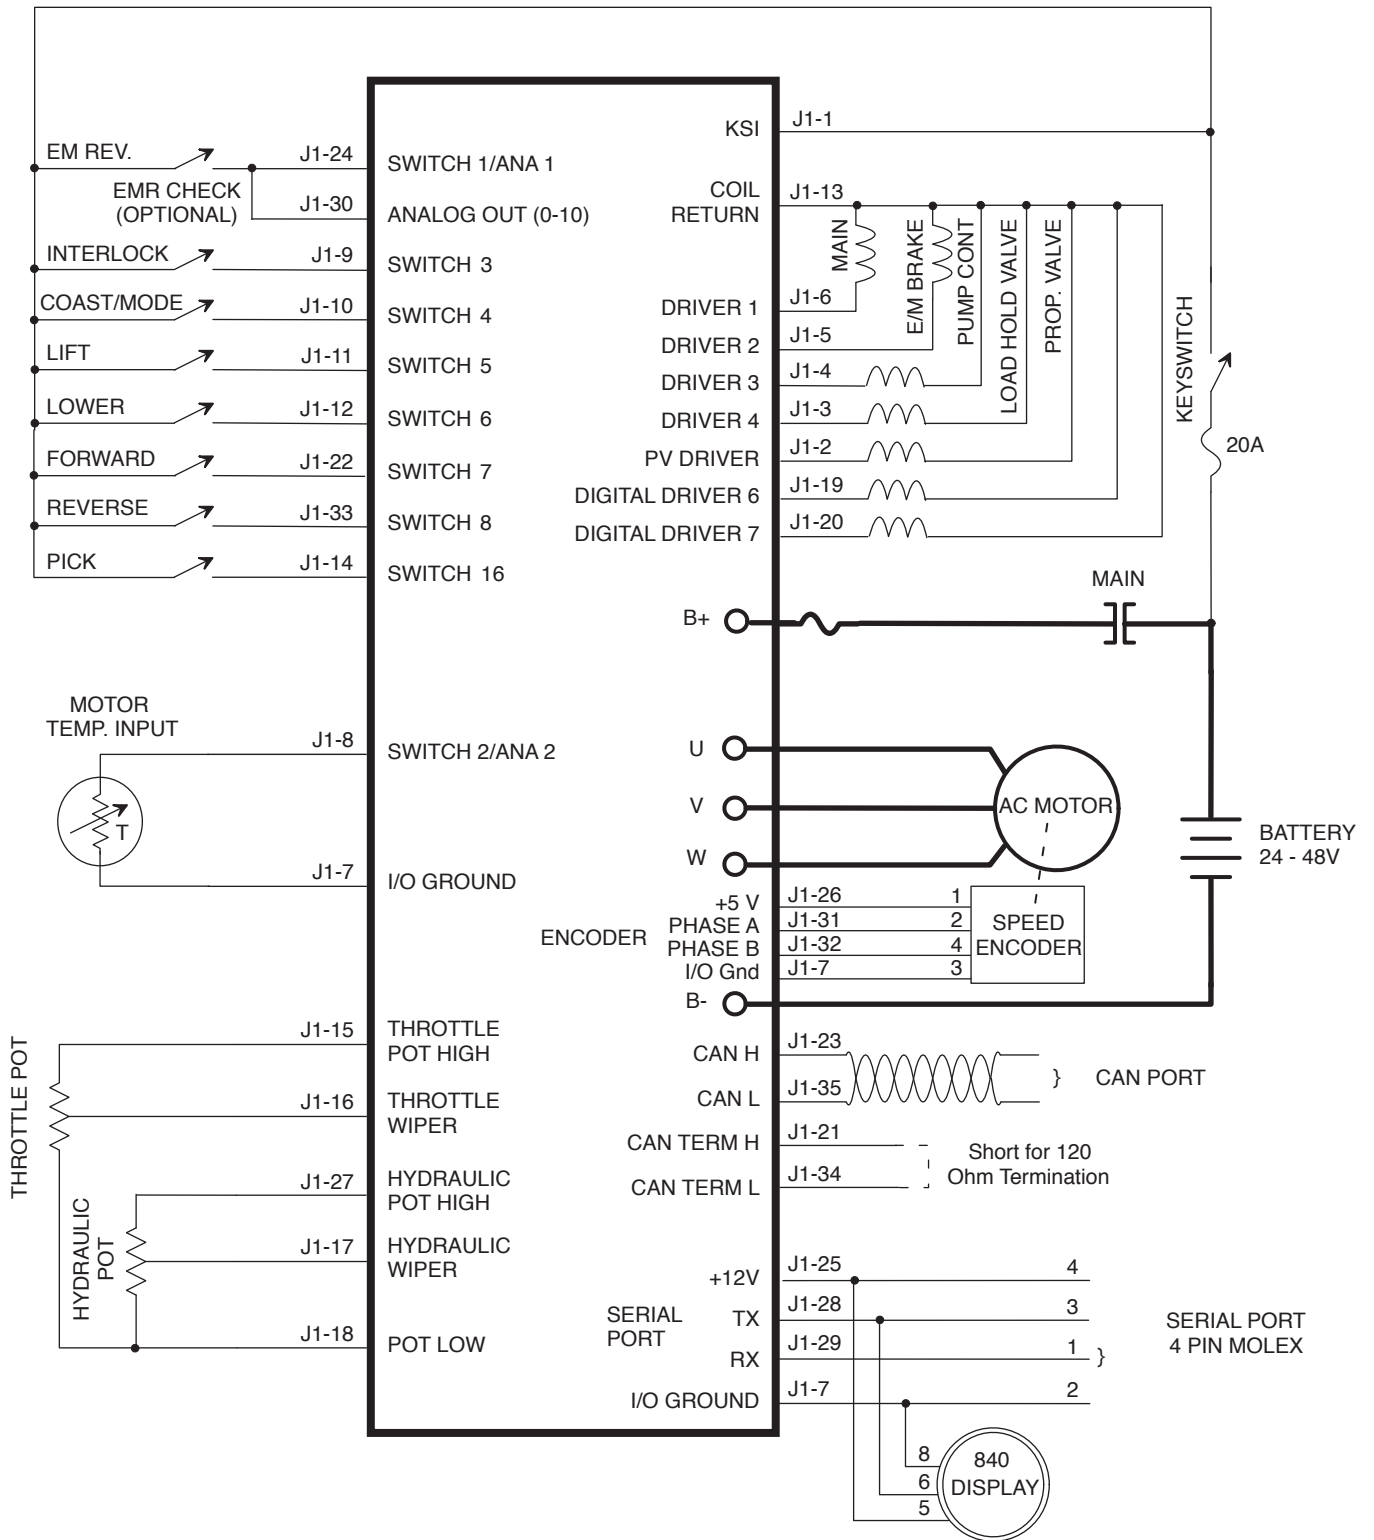 KSI
J1-1
EM REV.
J1-24
SWITCH 1/ANA 1
EMR CHECK
(OPTIONAL)
J1-30
ANALOG OUT (0-10)
INTERLOCK
J1-9
SWITCH 3
COAST/MODE
J1-10
SWITCH 4
LIFT
J1-11
SWITCH 5
LOWER
J1-12
SWITCH 6
FORWARD
J1-22
SWITCH 7
REVERSE
J1-33
SWITCH 8
PICK
J1-14
SWITCH 16
COIL
RETURN
J1-13
MAIN
E/M BRAKE
PUMP CONT
LOAD HOLD VALVE
PROP. VALVE
DRIVER 1
J1-6
DRIVER 2
J1-5
DRIVER 3
J1-4
DRIVER 4
J1-3
PV DRIVER
J1-2
DIGITAL DRIVER 6
J1-19
DIGITAL DRIVER 7
J1-20
KEYSWITCH
20A
MAIN
B+
MOTOR
TEMP. INPUT
T
J1-8
SWITCH 2/ANA 2
J1-7
I/O GROUND
U
V
W
AC MOTOR
BATTERY
24 - 48V
ENCODER
+5 V
J1-26
1
PHASE A
J1-31
2
PHASE B
J1-32
4
I/O Gnd
J1-7
3
SPEED
ENCODER
B-
THROTTLE POT
J1-15
THROTTLE
POT HIGH
J1-16
THROTTLE
WIPER
HYDRAULIC
POT
J1-27
HYDRAULIC
POT HIGH
J1-17
HYDRAULIC
WIPER
J1-18
POT LOW
CAN H
J1-23
CAN L
J1-35
} CAN PORT
CAN TERM H
J1-21
CAN TERM L
J1-34
Short for 120
Ohm Termination
SERIAL
PORT
+12V
J1-25
4
TX
J1-28
3
RX
J1-29
1
}
I/O GROUND
J1-7
2
SERIAL PORT
4 PIN MOLEX
8
6
5
840
DISPLAY